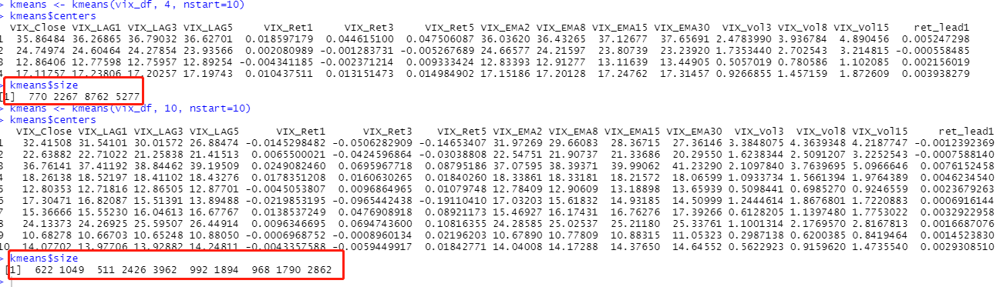 > kmeans <- kmeans(vix_df, 4, nstart=10)
> kmeans$centers
VIX_Close VIX_LAG1 VIX_LAG3 VIX_LAG5 VIX_Ret1 VIX_Ret3 VIX_Ret5 VIX_EMA2 VIX_EMA8 VIX_EMA15 VIX_EMA30 VIX_Vol3 VIX_Vol8 VIX_Vol15 ret_lead1
1 35.86484 36.26865 36.79032 36.62701 0.018597179 0.044615100 0.047506087 36.03620 36.43265 37.12677 37.65691 2.4783990 3.936784 4.890456 0.005247298
2 24.74974 24.60464 24.27854 23.93566 0.002080989 -0.001283731 -0.005267689 24.66577 24.21597 23.80739 23.23920 1.7353440 2.702543 3.214815 -0.000558485
3 12.86406 12.77598 12.75957 12.89254 -0.004341185 -0.002371214 0.009333424 12.83393 12.91277 13.11639 13.44905 0.5057019 0.780586 1.102085 0.002156019
4 17.11757 17.23806 17.20257 17.19743 0.010437511 0.013151473 0.014984902 17.15186 17.20128 17.24762 17.31457 0.9266855 1.457159 1.872609 0.003938279
> kmeans$size
[1] 770 2267 8762 5277
> kmeans <- kmeans(vix_df, 10, nstart=10)
> kmeans$centers
VIX_Close VIX_LAG1 VIX_LAG3 VIX_LAG5 VIX_Ret1 VIX_Ret3 VIX_Ret5 VIX_EMA2 VIX_EMA8 VIX_EMA15 VIX_EMA30 VIX_Vol3 VIX_Vol8 VIX_Vol15 ret_lead1
1 32.41508 31.54101 30.01572 26.88474 -0.0145298482 -0.0506282909 -0.14653407 31.97269 29.66083 28.36715 27.36146 3.3848075 4.3639348 4.2187747 -0.0012392369
2 22.63882 22.71022 21.25838 21.41513 0.0065500021 -0.0424596864 -0.03038808 22.54751 21.90737 21.33686 20.29550 1.6238344 2.5091207 3.2252543 -0.0007588140
3 36.76141 37.41192 38.84462 39.19509 0.0249082460 0.0695967718 0.08795186 37.07595 38.39371 39.99062 41.23290 2.1097840 3.7639695 5.0966646 0.0076152458
4 18.26138 18.52197 18.41102 18.43276 0.0178351208 0.0160630265 0.01840260 18.33861 18.33181 18.21572 18.06599 1.0933734 1.5661394 1.9764389 0.0046234540
5 12.80353 12.71816 12.86505 12.87701 -0.0045053807 0.0096864965 0.01079748 12.78409 12.90609 13.18898 13.65939 0.5098441 0.6985270 0.9246559 0.0023679263
6 17.30471 16.82087 15.51391 13.89488 -0.0219853195 -0.0965442438 -0.19110410 17.03203 15.61832 14.93185 14.50999 1.2444614 1.8676801 1.7220883 0.0006916144
7 15.36666 15.55230 16.04613 16.67767 0.0138537249 0.0476908918 0.08921173 15.46927 16.17431 16.76276 17.39266 0.6128205 1.1397480 1.7753022 0.0032922958
8 24.13373 24.26925 25.59507 26.44914 0.0096346695 0.0694743600 0.10816355 24.28585 25.02537 25.21180 25.33761 1.1001314 2.1769570 2.8167813 0.0016687076
9 10.68278 10.66703 10.65248 10.88050 -0.0006968752 -0.0008960134 0.02196203 10.67890 10.77809 10.88315 11.05323 0.2987138 0.6200385 0.8419464 0.0014523830
10 14.07702 13.97706 13.92882 14.24811 -0.0043357588 -0.0059449917 0.01842771 14.04008 14.17288 14.37650 14.64552 0.5622923 0.9159620 1.4735540 0.0029308510
> kmeans$size
[1] 622 1049 511 2426 3962 992 1894 968 1790 2862
>